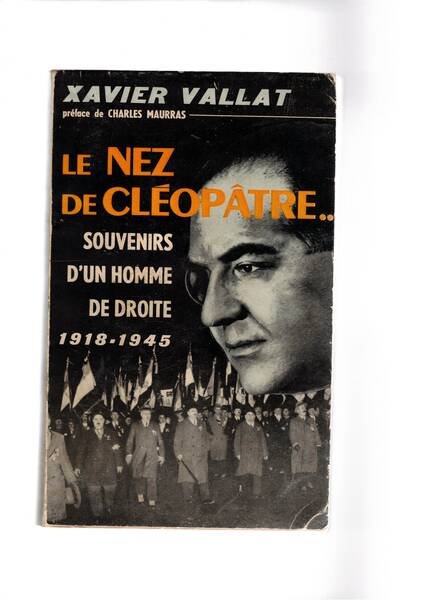 XAVIER VALLAT
préface de CHARLES MAURRAS
LE NEZ
DE CLÉOPÂTRE..
SOUVENIRS
D'UN HOMME
DE DROITE
1918-1945